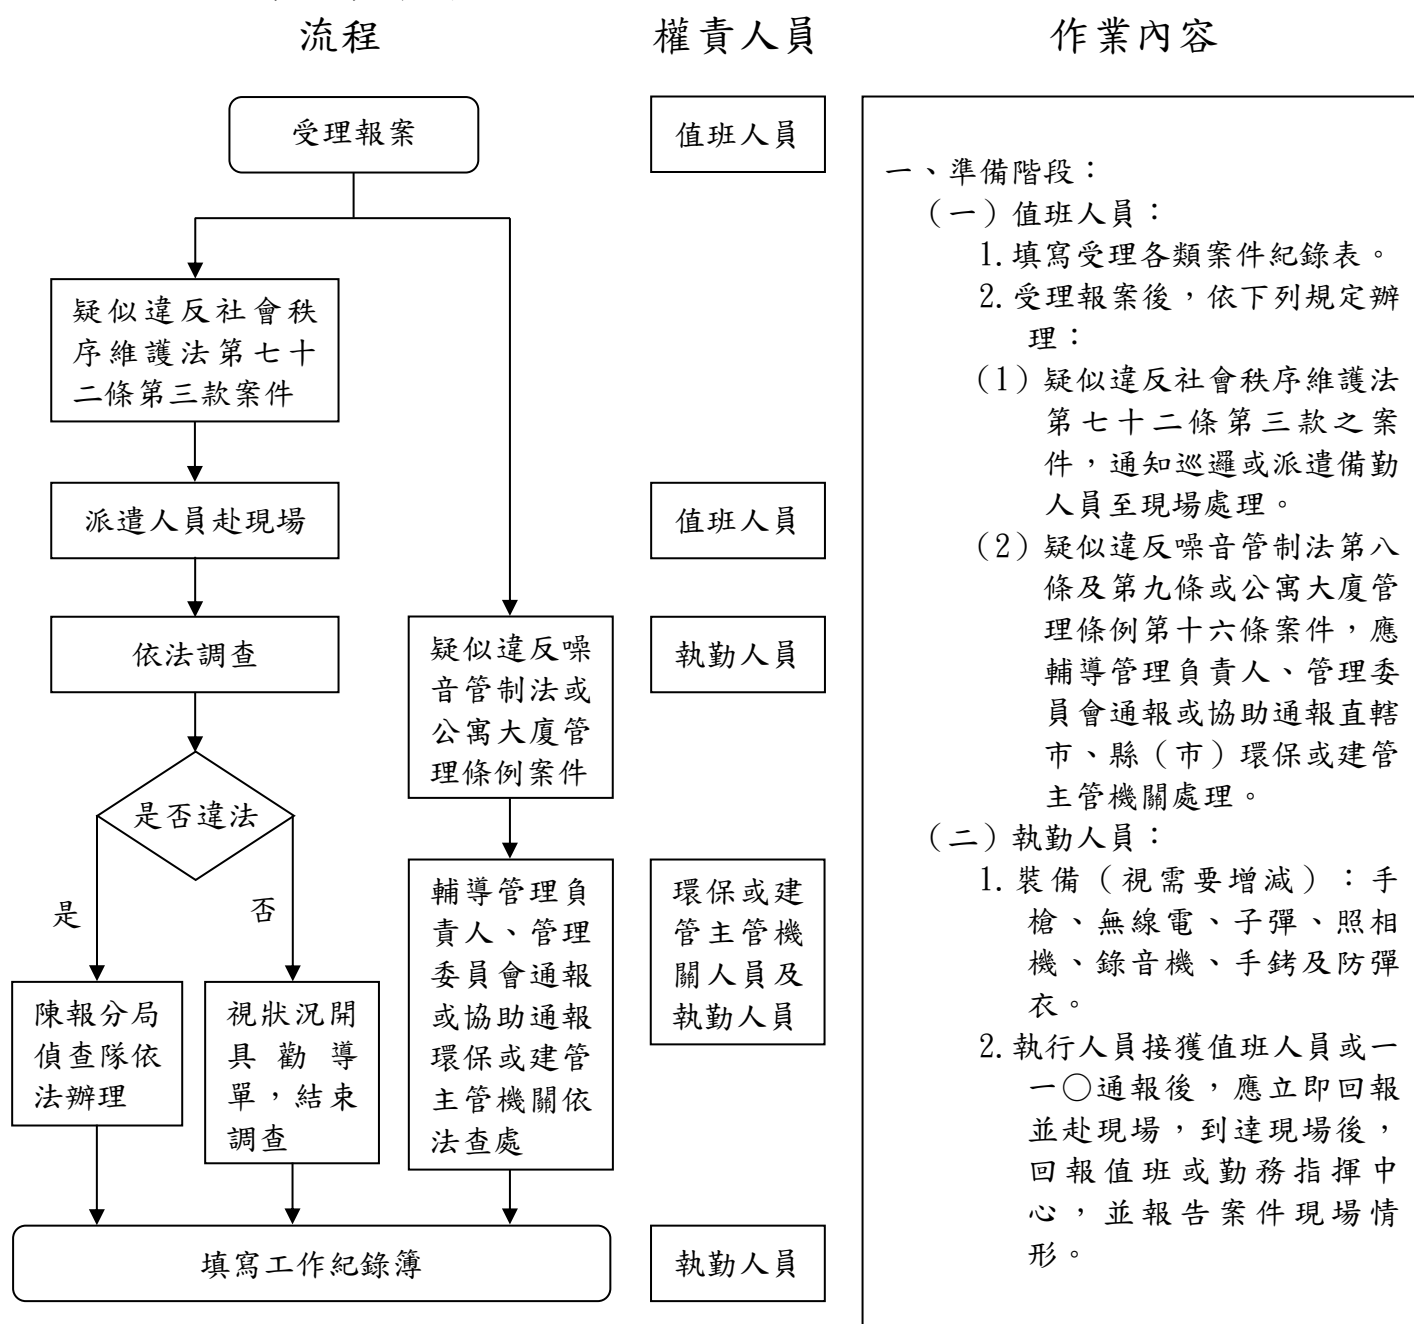 流程
權責人員
作業內容
受理報案
值班人員
疑似違反社會秩
序維護法第七十
二條第三款案件
派遣人員赴現場
值班人員
依法調查
執勤人員
疑似違反噪
音管制法或
公寓大廈管
理條例案件
是否違法
是
否
陳報分局
偵查隊依
法辦理
視狀況開
具勸導
單，結束
調查
輔導管理負
責人、管理
委員會通報
或協助通報
環保或建管
主管機關依
法查處
環保或建
管主管機
關人員及
執勤人員
填寫工作紀錄簿
執勤人員
一、準備階段：
（一）值班人員：
1.填寫受理各類案件紀錄表。
2.受理報案後，依下列規定辦
理：
(1)疑似違反社會秩序維護法
第七十二條第三款之案
件，通知巡邏或派遣備勤
人員至現場處理。
(2)疑似違反噪音管制法第八
條及第九條或公寓大廈管
理條例第十六條案件，應
輔導管理負責人、管理委
員會通報或協助通報直轄
市、縣（市）環保或建管
主管機關處理。
（二）執勤人員：
1.裝備（視需要增減）：手
槍、無線電、子彈、照相
機、錄音機、手銬及防彈
衣。
2.執行人員接獲值班人員或一
一○通報後，應立即回報
並赴現場，到達現場後，
回報值班或勤務指揮中
心，並報告案件現場情
形。